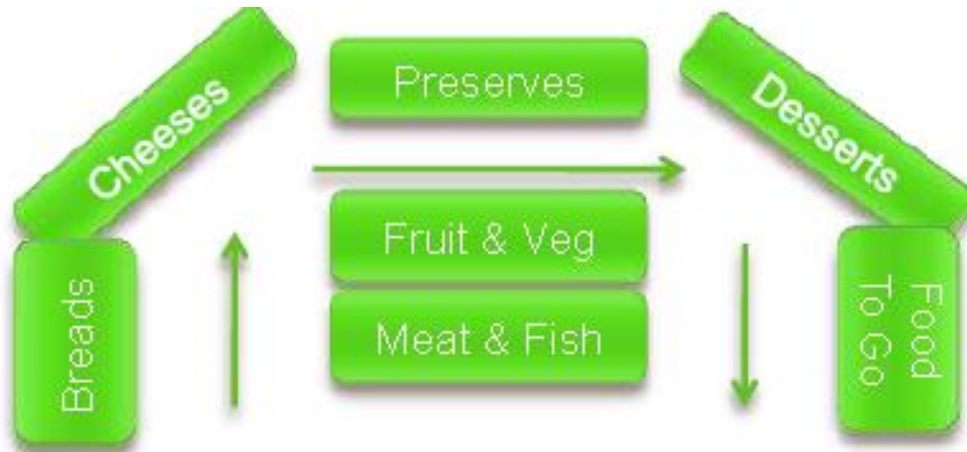 Cheeses
Preserves
Desserts
Breads
Fruit & Veg
Meat & Fish
Food
To Go